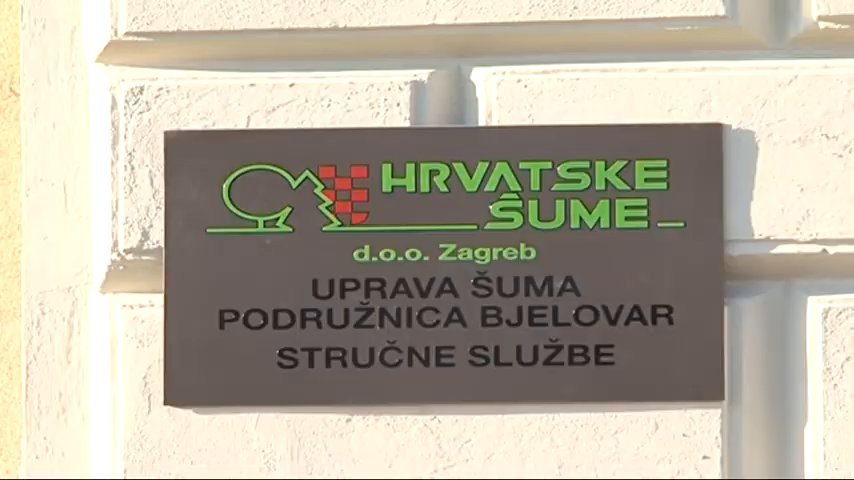 HRVATSKE
ŠUME
d.o.o. Zagreb
UPRAVA ŠUMA
PODRUŽNICA BJELOVAR
STRUČNE SLUŽBE